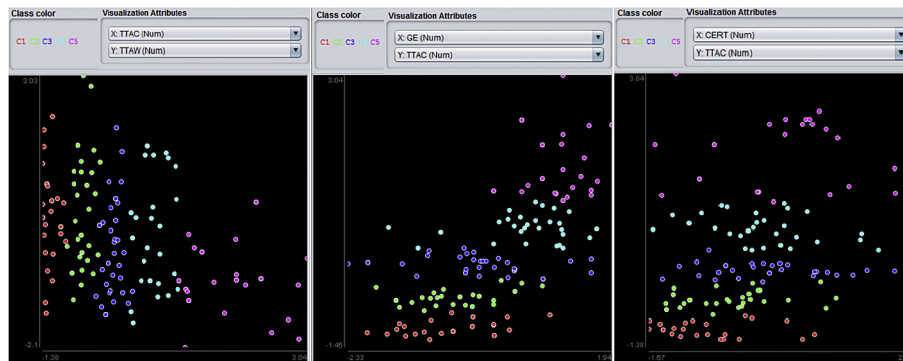 Class color
Visualization Attributes
C1 C2 C3 C4 C5
X: TTAC (Num)
Y: TTAW (Num)
3.03
-2.1
-1.38
3.04
Class color
Visualization Attributes
C1 C2 C3 C4 C5
X: GE (Num)
Y: TTAC (Num)
3.04
-1.45
-2.33
1.94
Class color
Visualization Attributes
C1 C2 C3 C4 C5
X: CERT (Num)
Y: TTAC (Num)
3.04
-1.38
-1.57